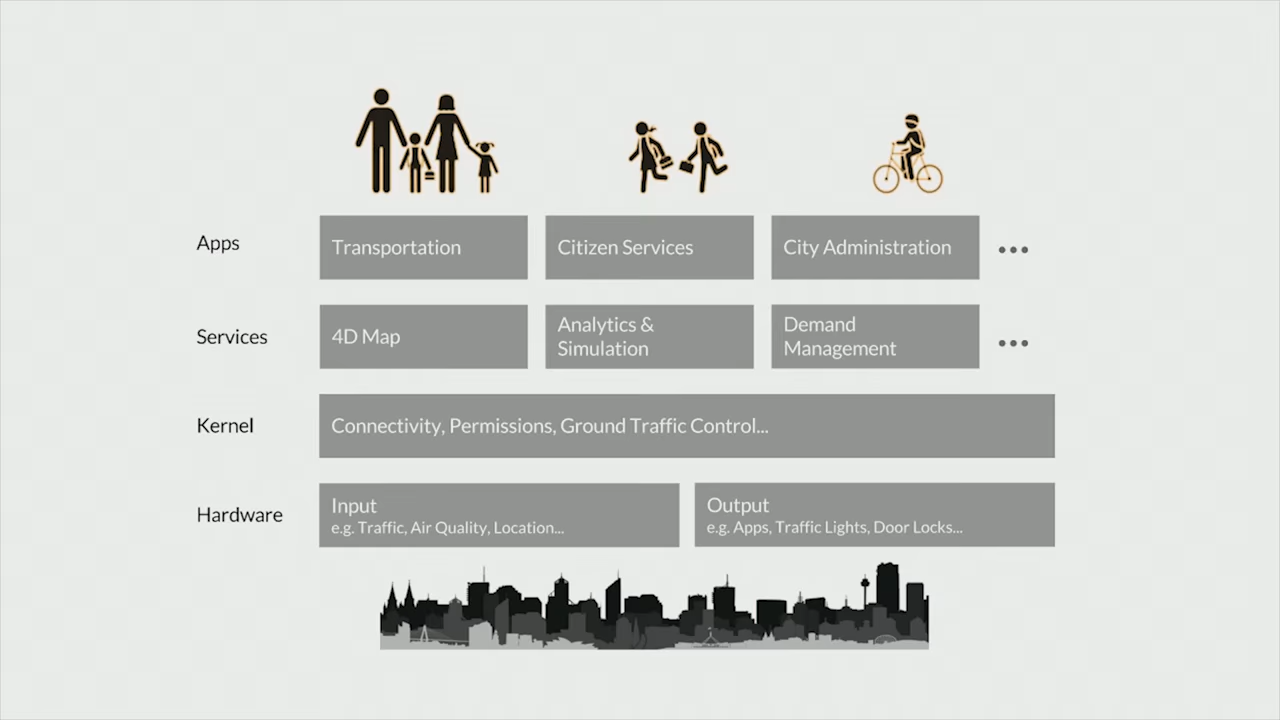 Apps
Transportation
Citizen Services
City Administration
Services
4D Map
Analytics &
Simulation
Demand
Management
Kernel
Connectivity, Permissions, Ground Traffic Control...
Hardware
Input
e.g. Traffic, Air Quality, Location...
Output
e.g. Apps, Traffic Lights, Door Locks...